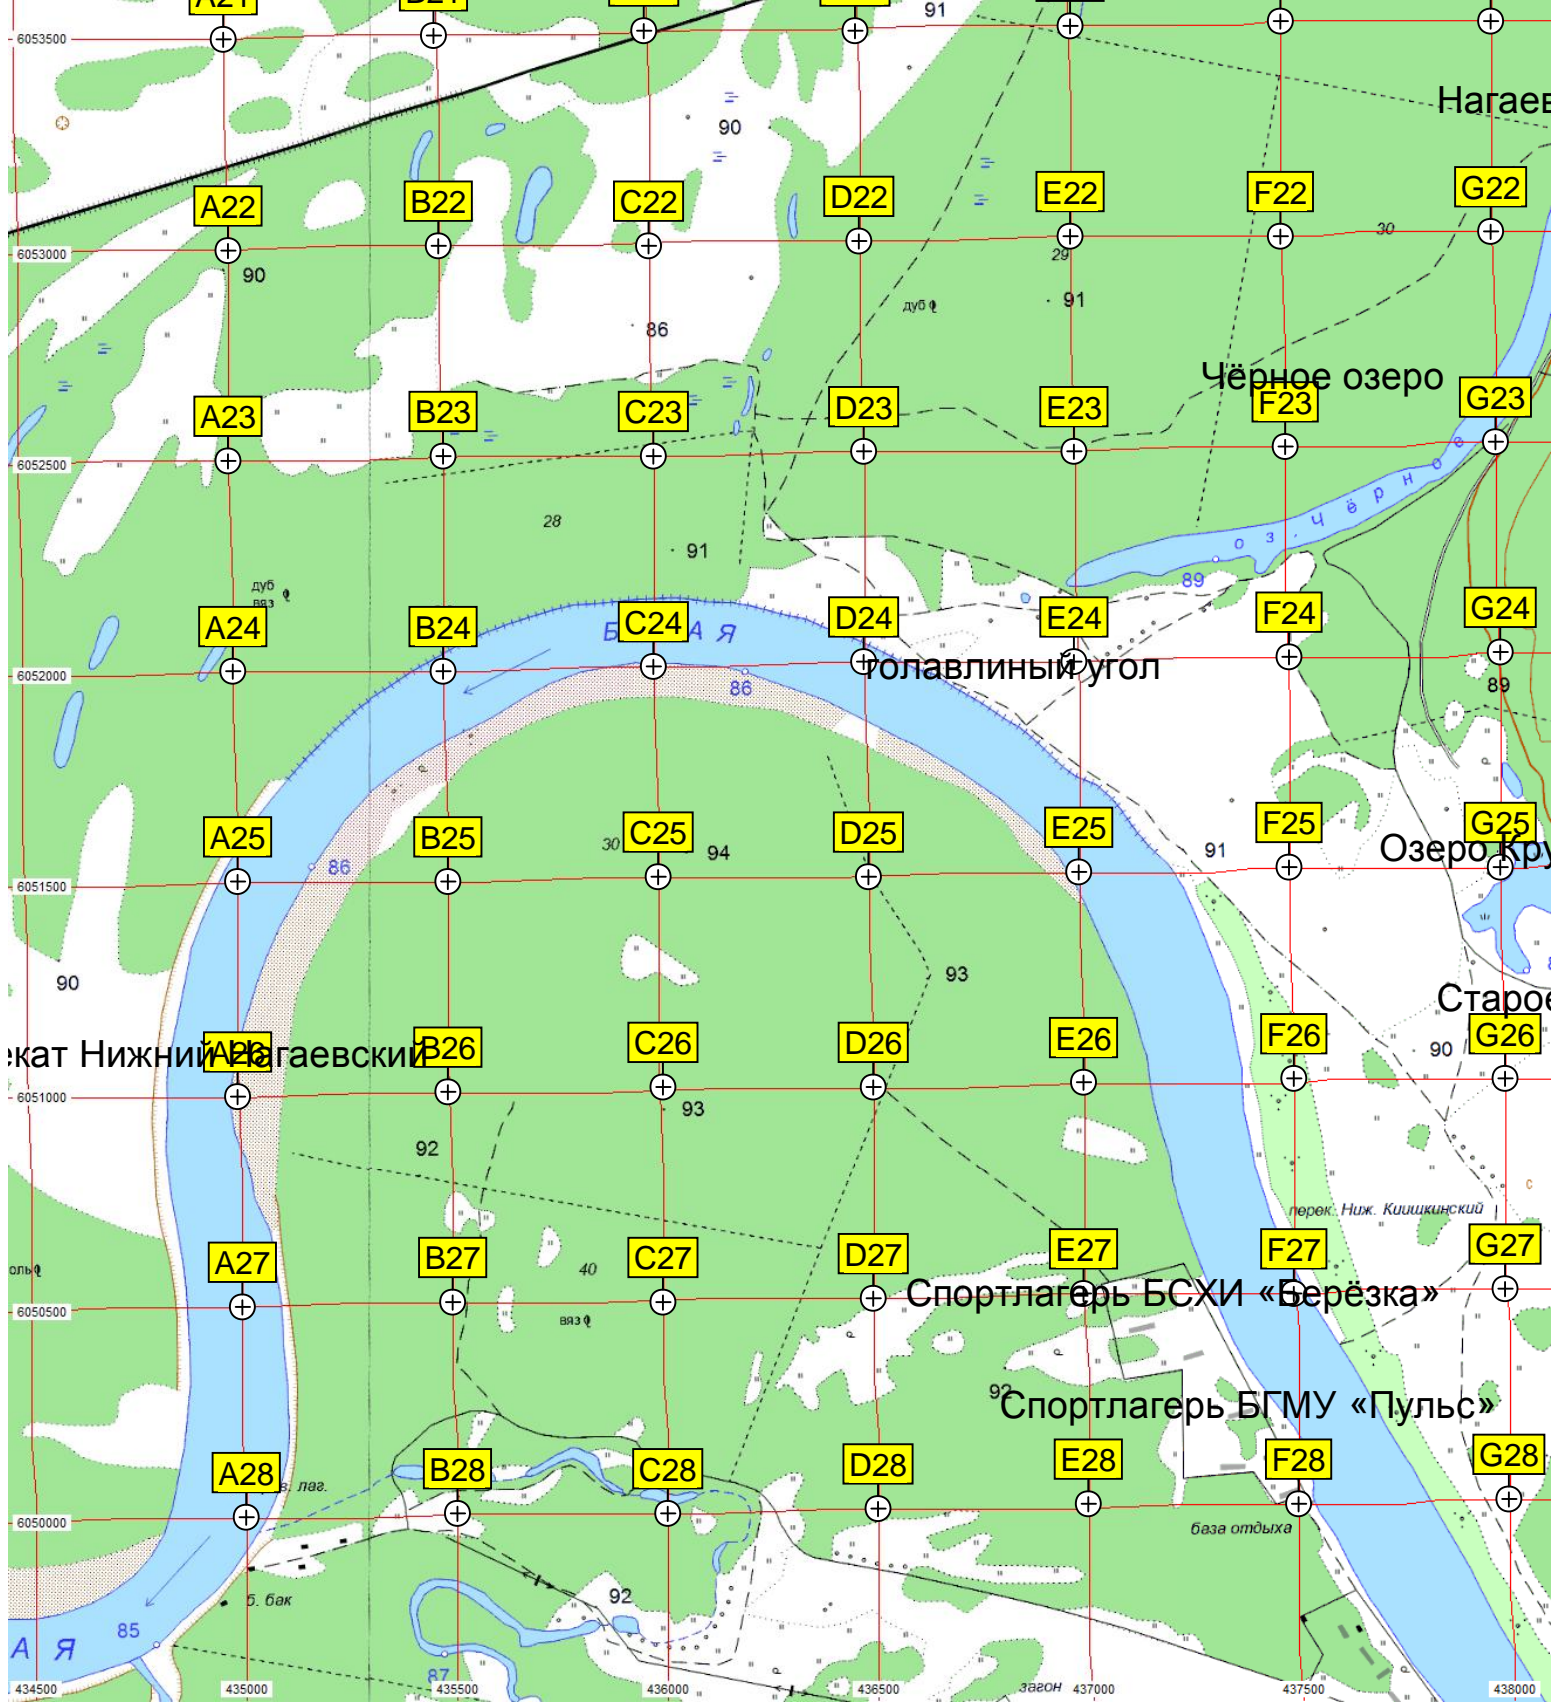 91
6053500
Нагаев
90
A22
B22
C22
D22
E22
F22
G22
30
6053000
29
90
дуб
91
86
Чёрное озеро
A23
B23
C23
D23
E23
F23
G23
6052500
оз. Чёрное
28
91
89
дуб
вяз
A24
B24
C24
D24
E24
F24
G24
6052000
86
голавлиный угол
89
A25
B25
C25
D25
E25
F25
G25
30
94
91
Озеро Кру
86
6051500
93
90
Старое
екат Нижний Нагаевский
A26
B26
C26
D26
E26
F26
G26
90
6051000
93
92
перек. Ниж. Киишкинский
с
A27
B27
C27
D27
E27
F27
G27
40
Спортлагерь БСХИ «Берёзка»
6050500
вяз
92
Спортлагерь БГМУ «Пульс»
A28
B28
C28
D28
E28
F28
G28
лаг.
6050000
база отдыха
92
б. бак
85
А Я
87
загон
434500
435000
435500
436000
436500
437000
437500
438000